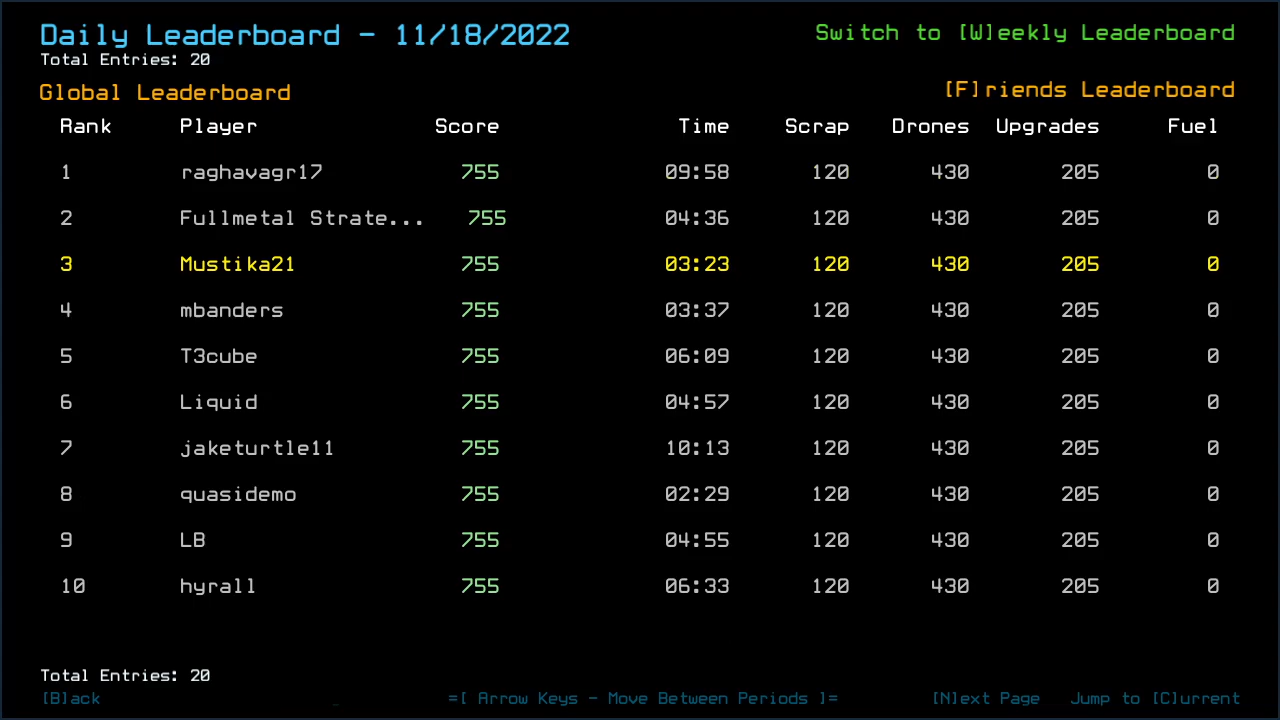 Daily Leaderboard - 11/18/2022 Switch to [W]eekly Leaderboard
Total Entries: 20
Global Leaderboard [F]riends Leaderboard
Rank Player Score Time Scrap Drones Upgrades Fuel
1 raghavagr17 755 09:58 120 430 205 0
2 Fullmetal Strate... 755 04:36 120 430 205 0
3 Mustika21 755 03:23 120 430 205 0
4 mbanders 755 03:37 120 430 205 0
5 T3cube 755 06:09 120 430 205 0
6 Liquid 755 04:57 120 430 205 0
7 jaketurtle11 755 10:13 120 430 205 0
8 quasidemo 755 02:29 120 430 205 0
9 LB 755 04:55 120 430 205 0
10 hyrall 755 06:33 120 430 205 0
Total Entries: 20
[B]ack =[ Arrow Keys - Move Between Periods ]= [N]ext Page Jump to [C]urrent